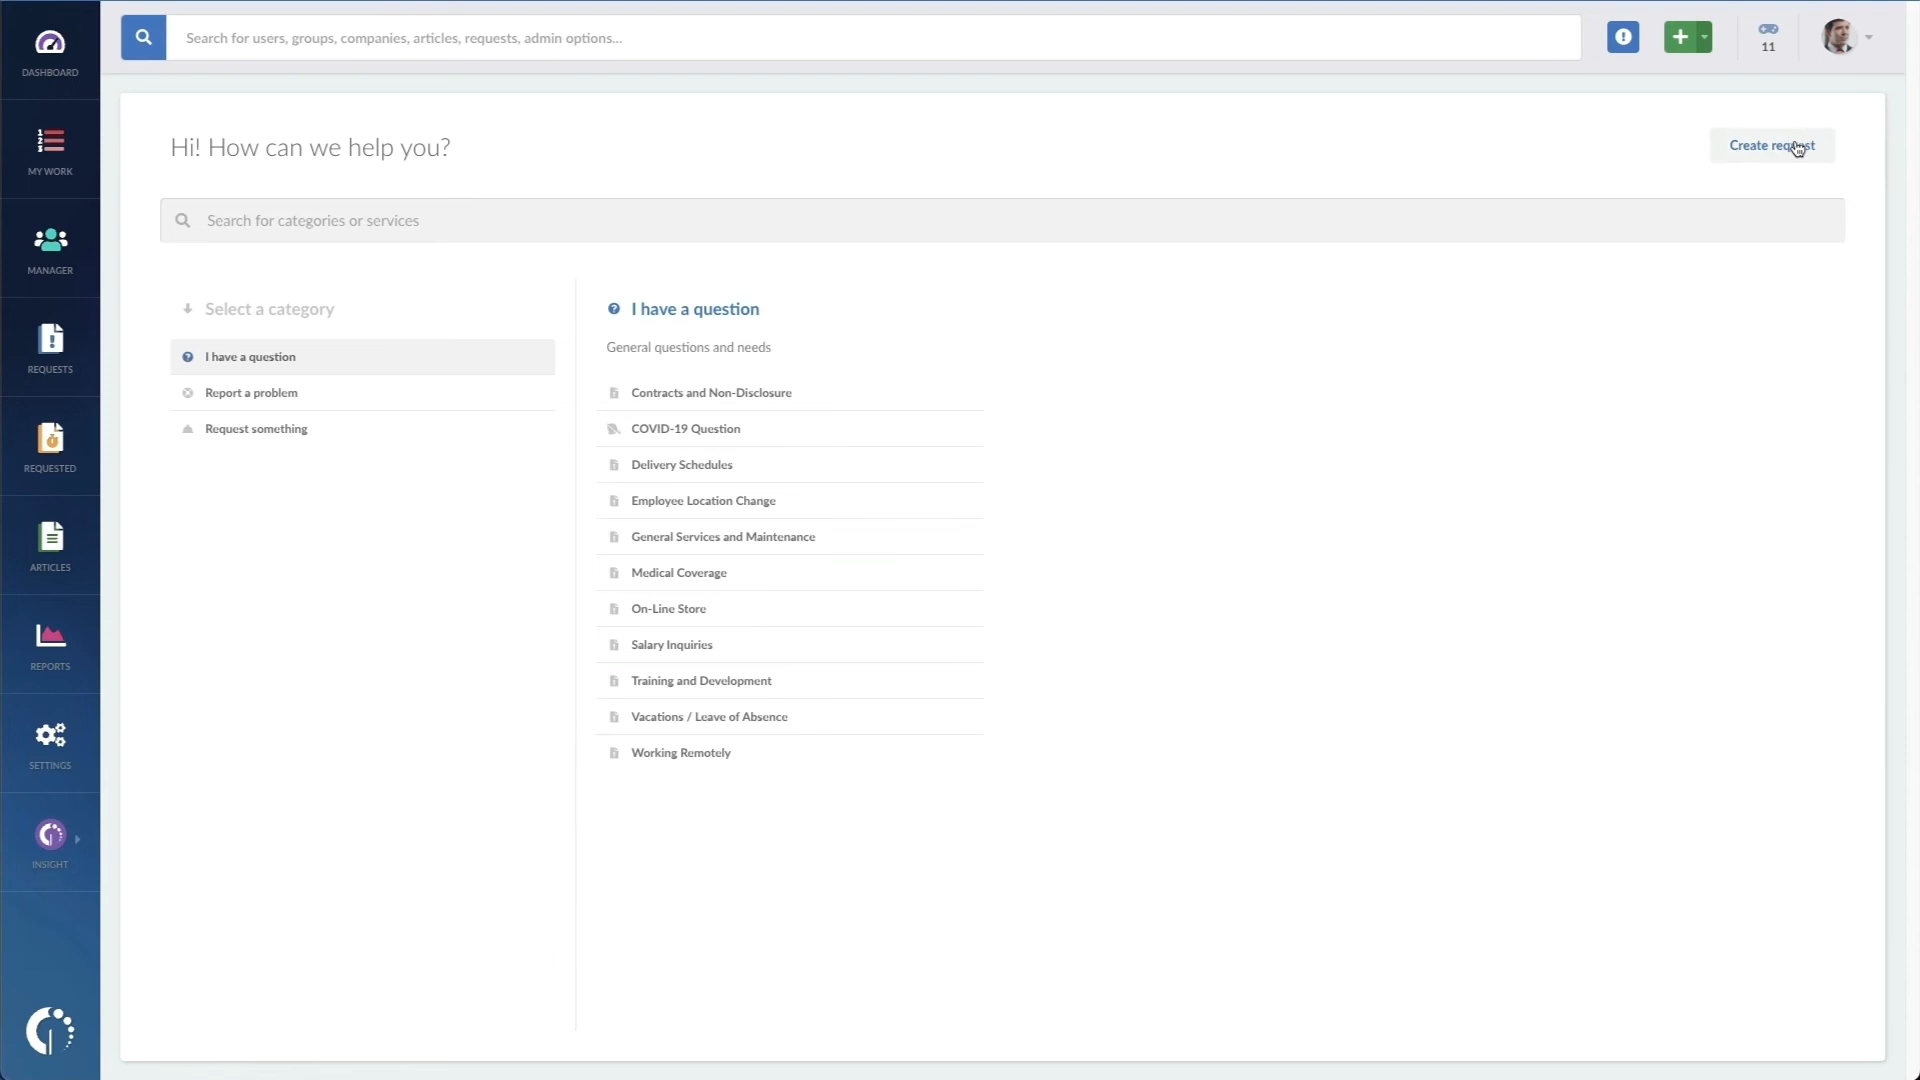 Search for users, groups, companies, articles, requests, admin options...
11
DASHBOARD
MY WORK
MANAGER
REQUESTS
REQUESTED
ARTICLES
REPORTS
SETTINGS
INSIGHT
Hi! How can we help you?
Create request
Search for categories or services
Select a category
I have a question
Report a problem
Request something
I have a question
General questions and needs
Contracts and Non-Disclosure
COVID-19 Question
Delivery Schedules
Employee Location Change
General Services and Maintenance
Medical Coverage
On-Line Store
Salary Inquiries
Training and Development
Vacations / Leave of Absence
Working Remotely